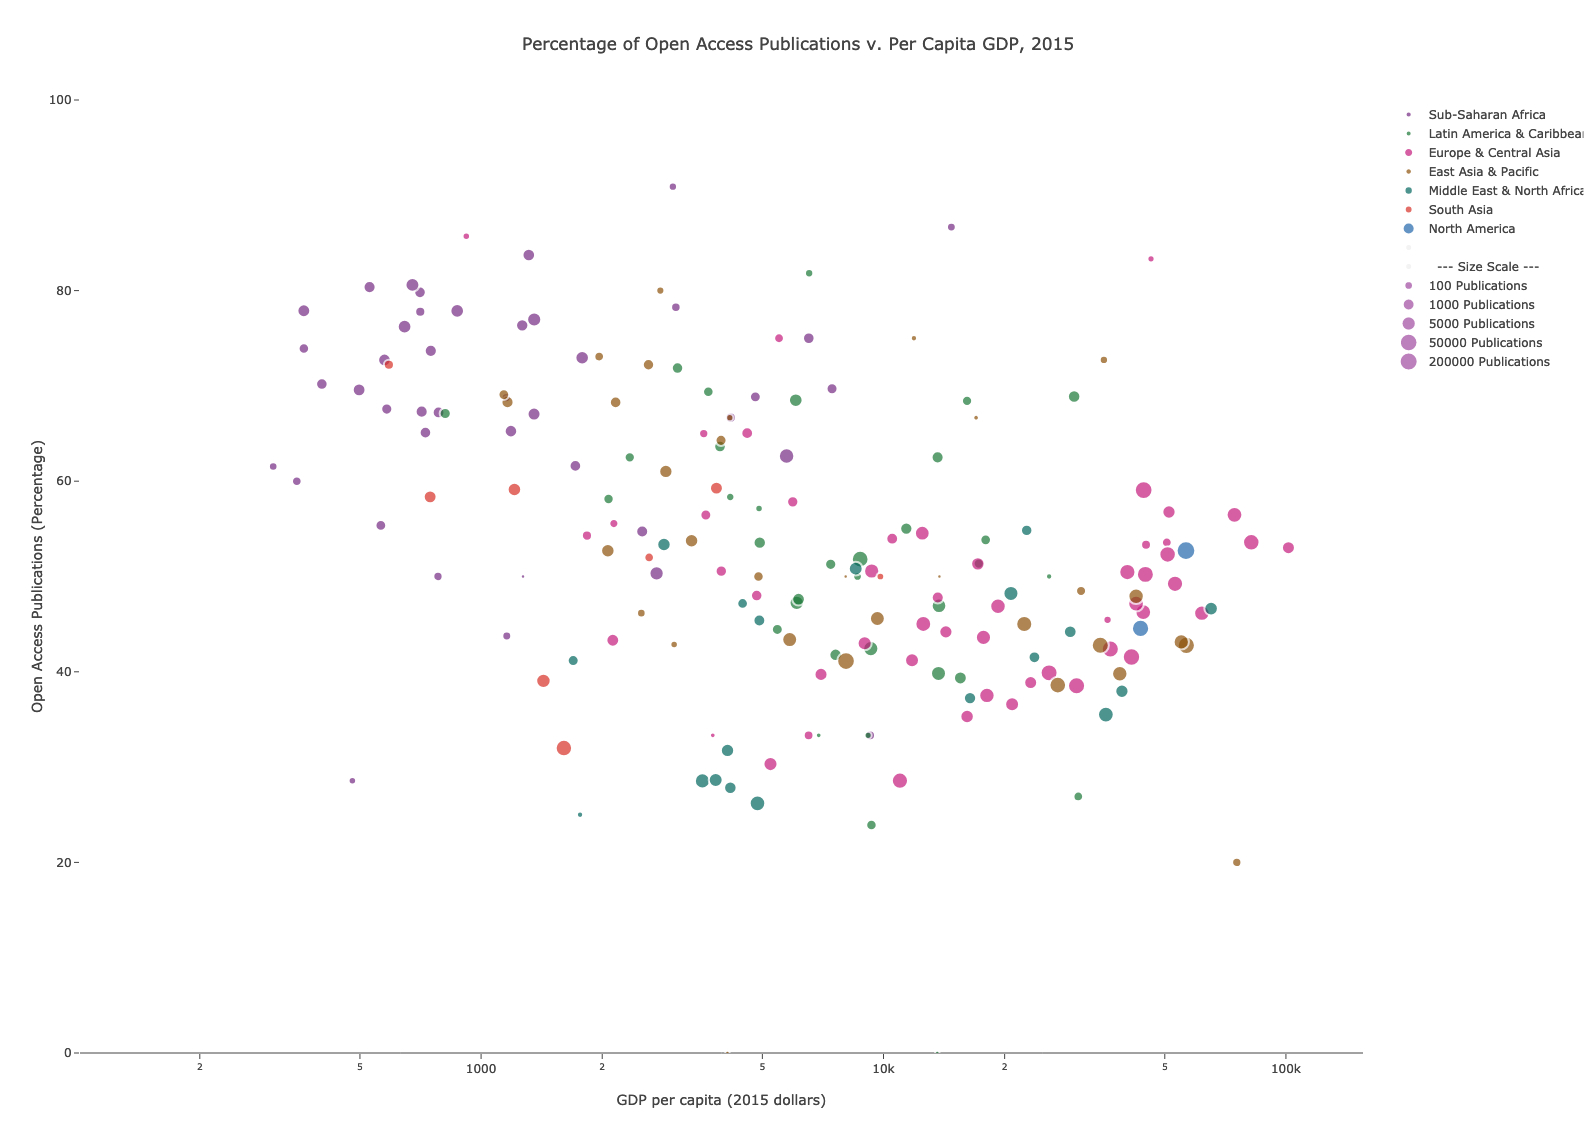 Percentage of Open Access Publications v. Per Capita GDP, 2015
100
80
60
40
20
0
Open Access Publications (Percentage)
2
5
1000
2
5
10k
2
5
100k
GDP per capita (2015 dollars)
Sub-Saharan Africa
Latin America & Caribbean
Europe & Central Asia
East Asia & Pacific
Middle East & North Africa
South Asia
North America
--- Size Scale ---
100 Publications
1000 Publications
5000 Publications
50000 Publications
200000 Publications